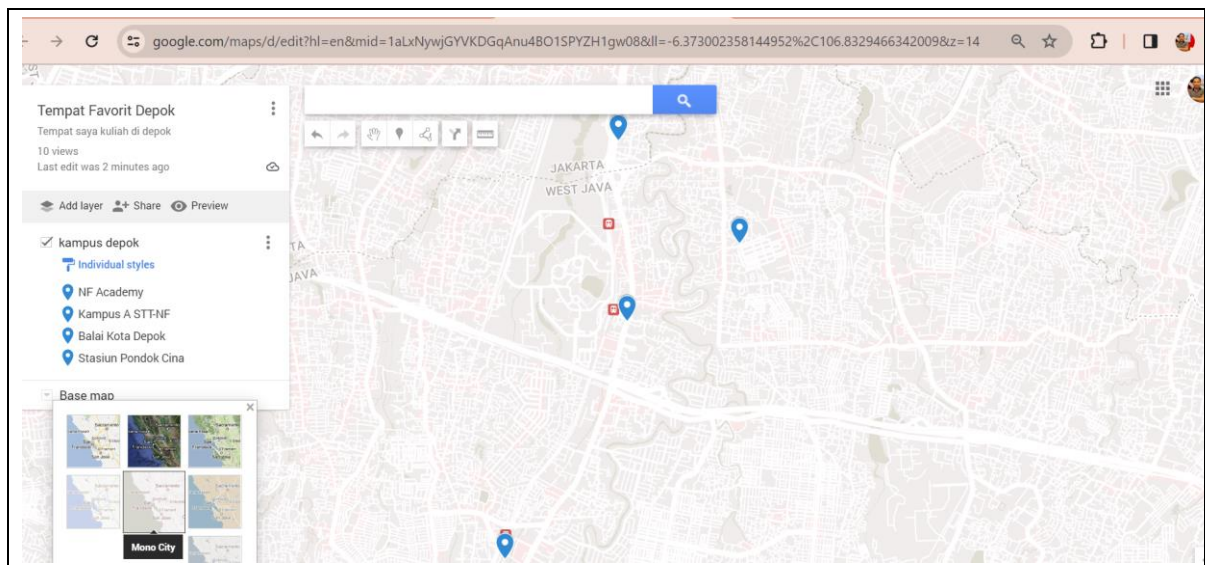 google.com/maps/d/edit?hl=en&mid=1aLxNywjGYVKDGqAnu4BO1SPYZH1gw08&ll=-6.373002358144952%2C106.8329466342009&z=14
Tempat Favorit Depok
Tempat saya kuliah di depok
10 views
Last edit was 2 minutes ago
Add layer Share Preview
kampus depok
Individual styles
NF Academy
Kampus A STT-NF
Balai Kota Depok
Stasiun Pondok Cina
Base map
Mono City
JAKARTA
WEST JAVA